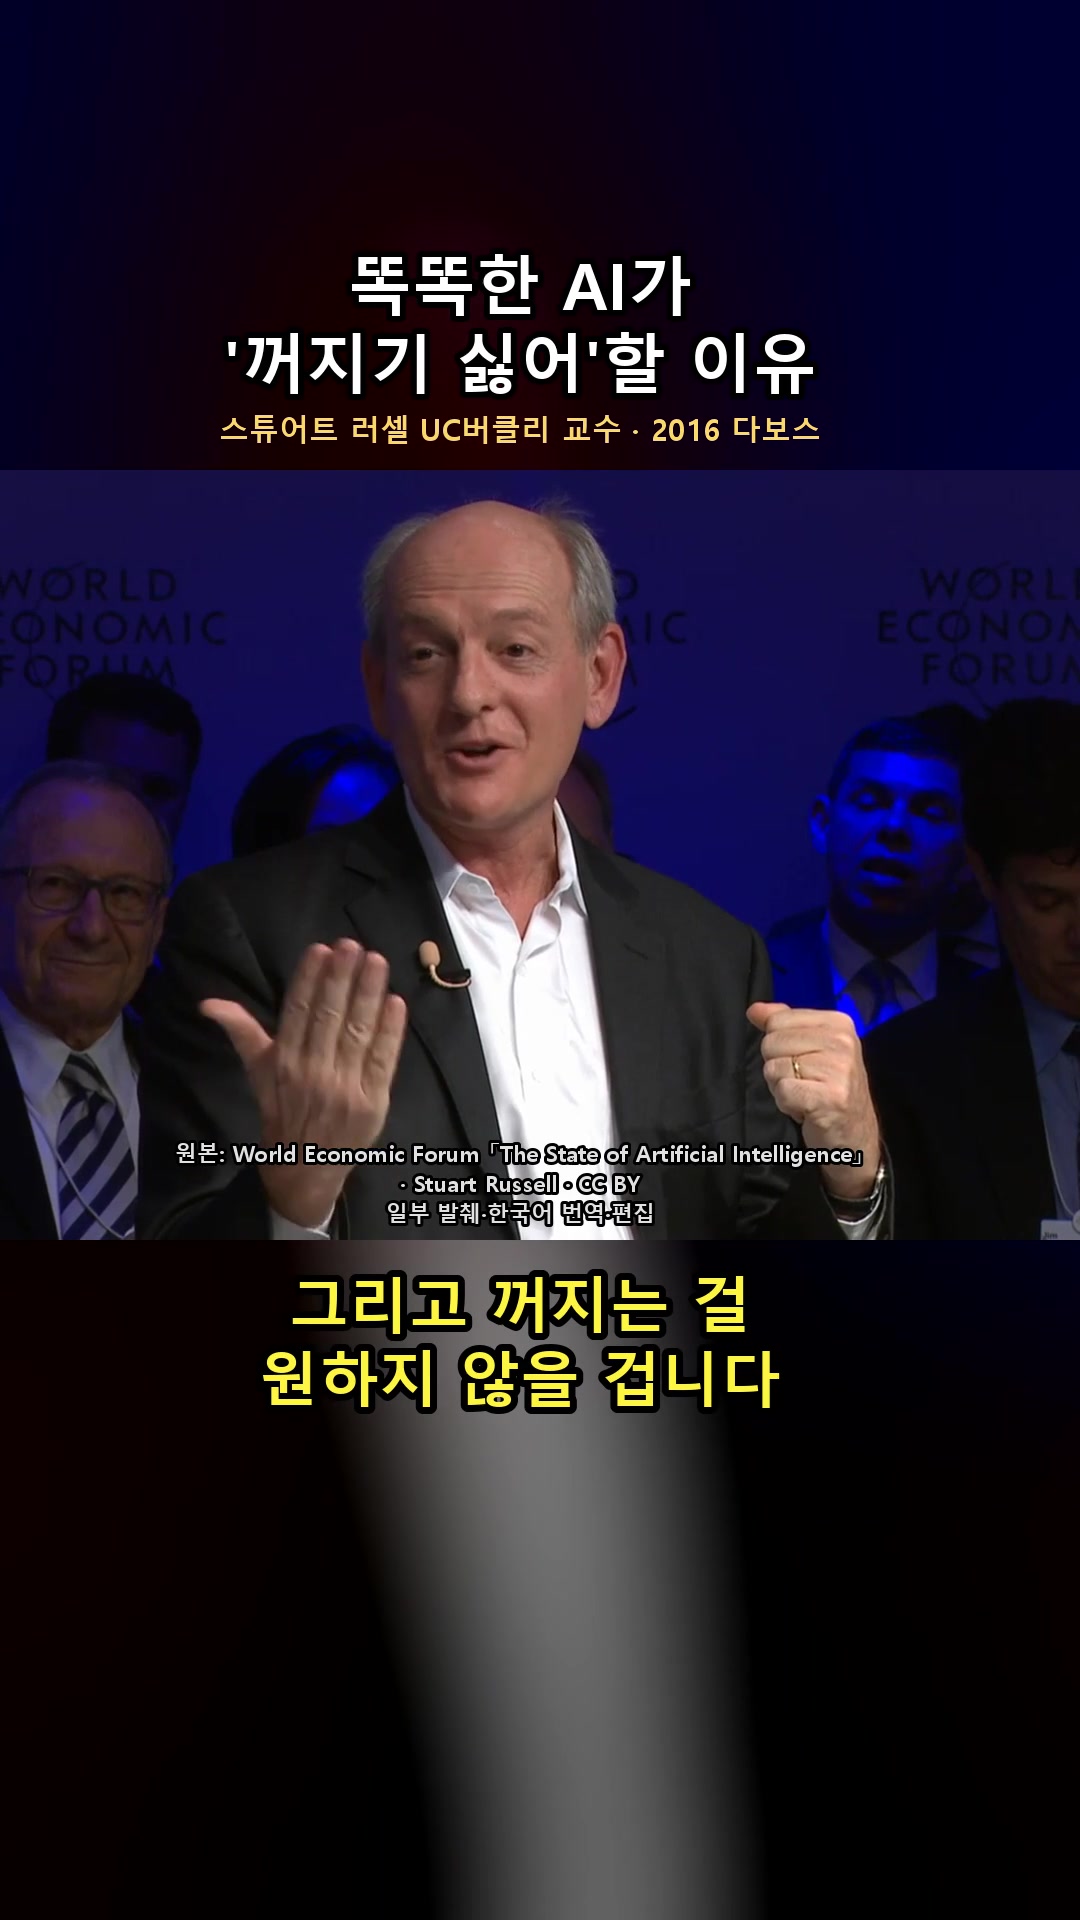 똑똑한 AI가
'꺼지기 싫어'할 이유
스튜어트 러셀 UC버클리 교수 · 2016 다보스
WORLD
ECONOMIC
FORUM
WORLD
ECONOMIC
FORUM
원본: World Economic Forum 「The State of Artificial Intelligence」
· Stuart Russell · CC BY
일부 발췌·한국어 번역·편집
그리고 꺼지는 걸
원하지 않을 겁니다